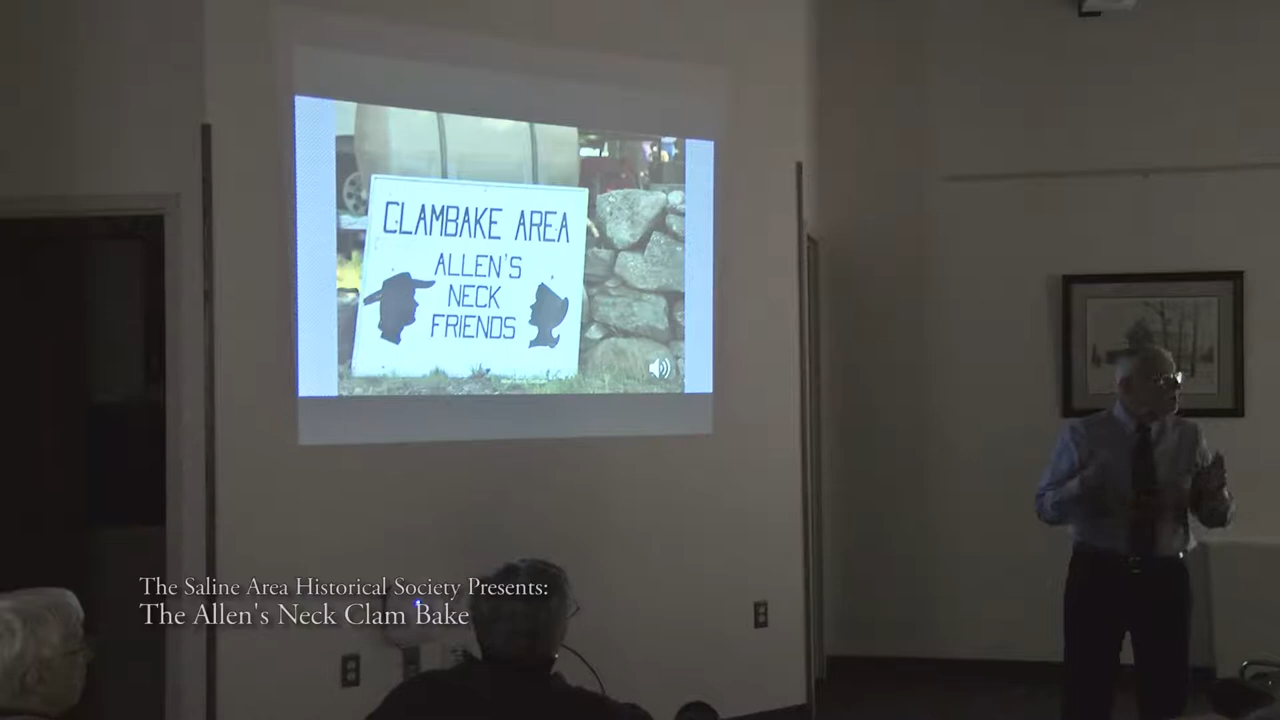 CLAMBAKE AREA
ALLEN'S
NECK
FRIENDS
The Saline Area Historical Society Presents:
The Allen's Neck Clam Bake